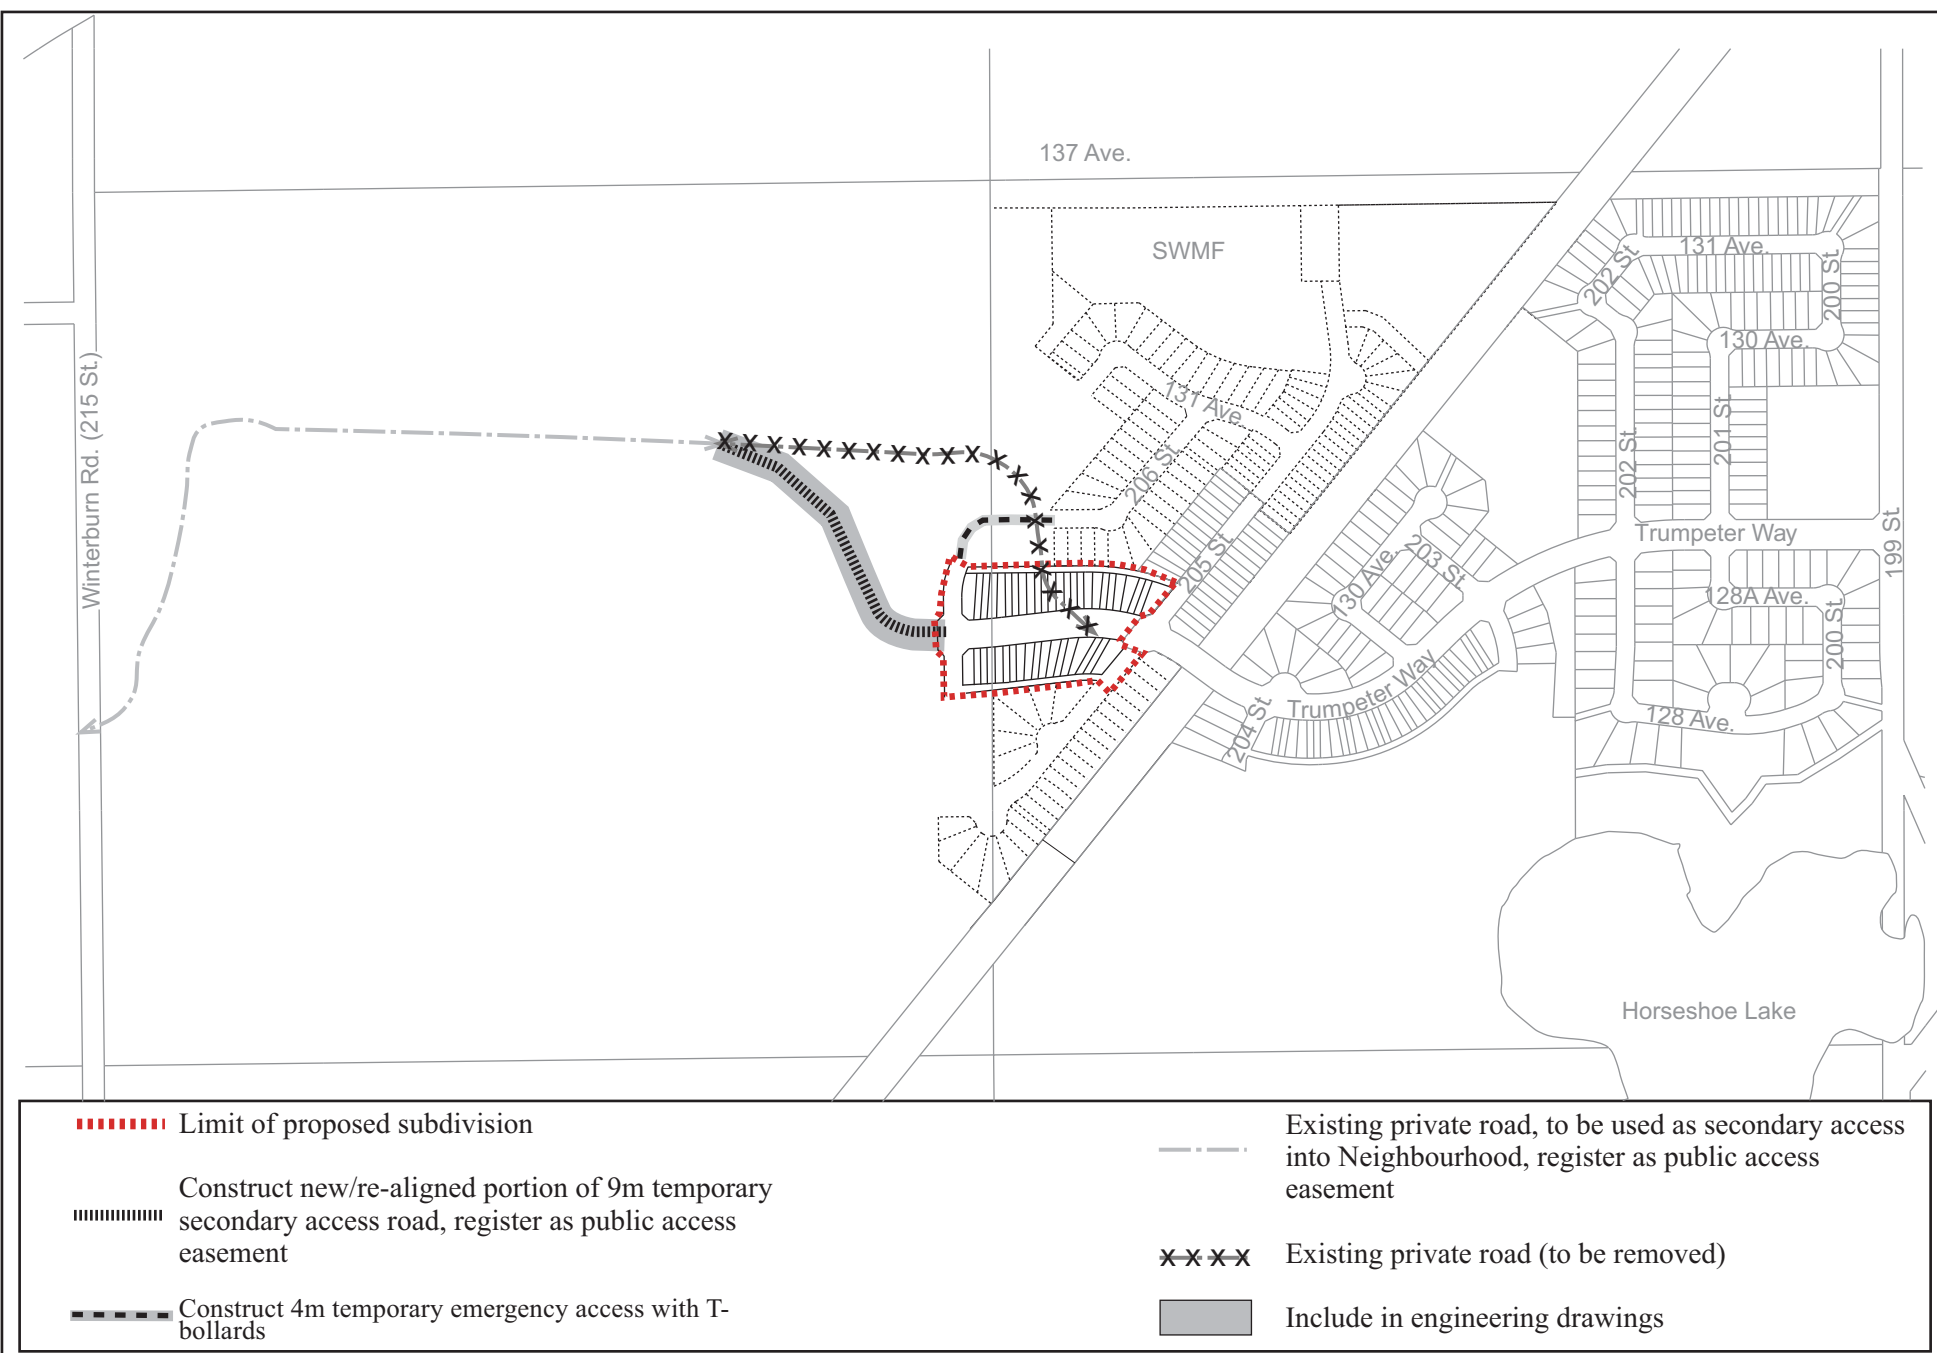 137 Ave.
SWMF
131 Ave.
202 St
200 St.
130 Ave.
Winterburn Rd. (215 St.)
131 Ave.
201 St.
202 St.
206 St.
Trumpeter Way
199 St
205 St.
130 Ave.
203 St
128A Ave.
200 St.
Trumpeter Way
204 St
128 Ave.
Horseshoe Lake
Limit of proposed subdivision
Construct new/re-aligned portion of 9m temporary
secondary access road, register as public access
easement
Construct 4m temporary emergency access with T-
bollards
Existing private road, to be used as secondary access
into Neighbourhood, register as public access
easement
X X X X
Existing private road (to be removed)
Include in engineering drawings